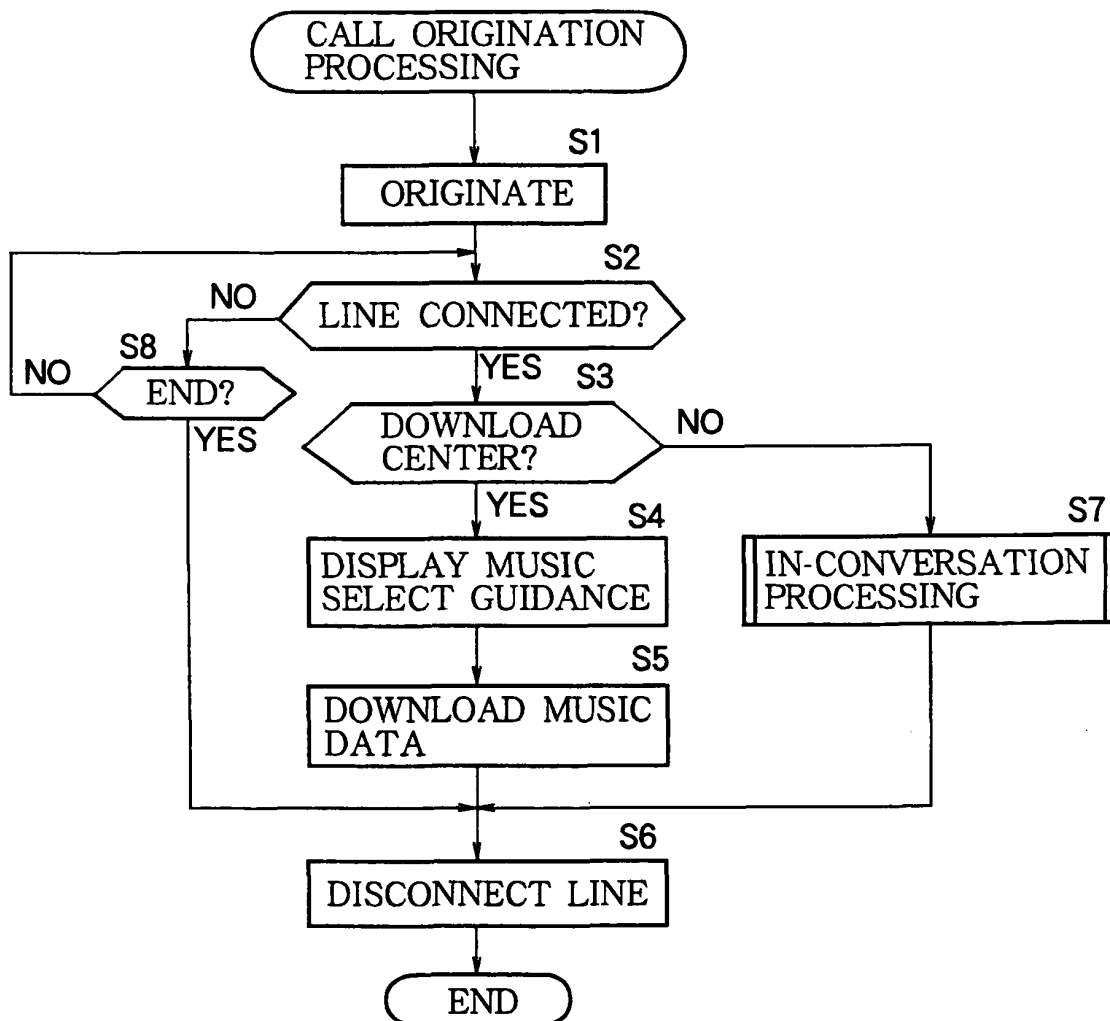 CALL ORIGINATION
PROCESSING
S1
ORIGINATE
S2
LINE CONNECTED?
NO
YES
S8
END?
NO
YES
S3
DOWNLOAD
CENTER?
NO
YES
S4
DISPLAY MUSIC
SELECT GUIDANCE
S7
IN-CONVERSATION
PROCESSING
S5
DOWNLOAD MUSIC
DATA
S6
DISCONNECT LINE
END